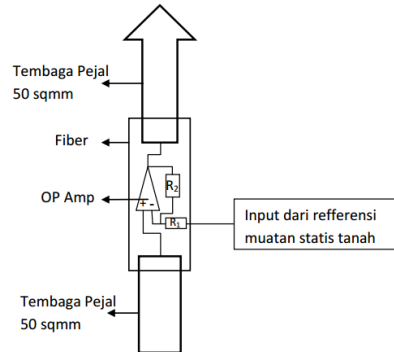 Tembaga Pejal
50 sqmm
Fiber
OP Amp
+ -
R2
R1
Input dari refferensi
muatan statis tanah
Tembaga Pejal
50 sqmm